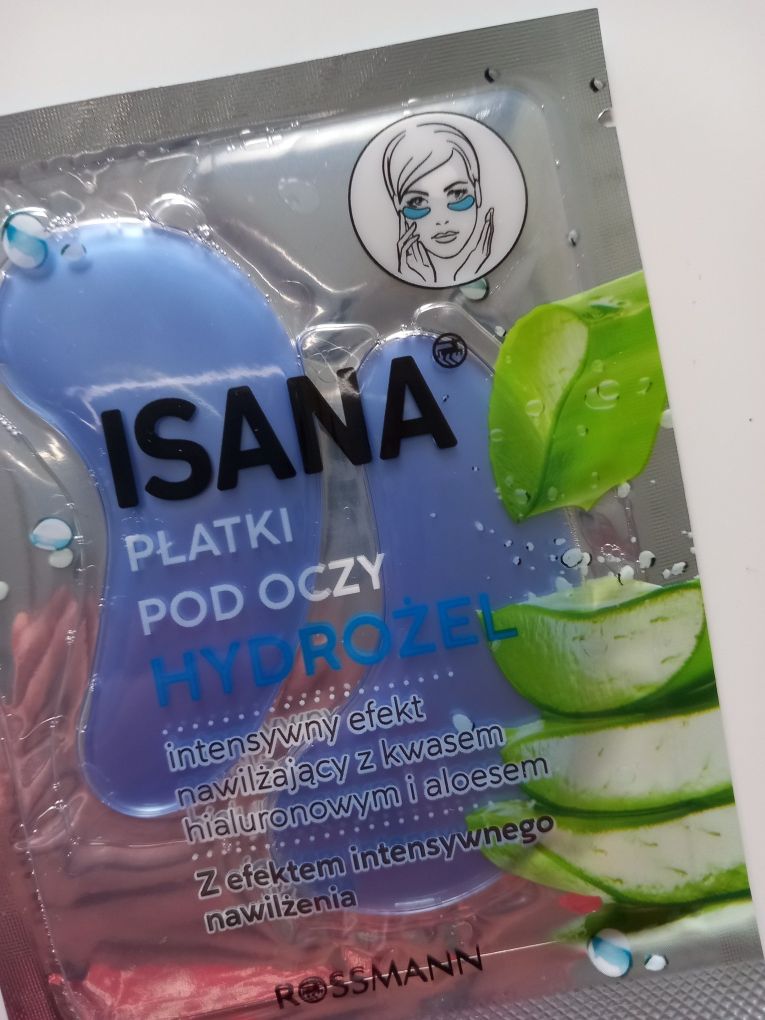 ISANA
PŁATKI
POD OCZY
HYDROŻEL
intensywny efekt
nawilżający z kwasem
hialuronowym i aloesem
Z efektem intensywnego
nawilżenia
ROSSMANN